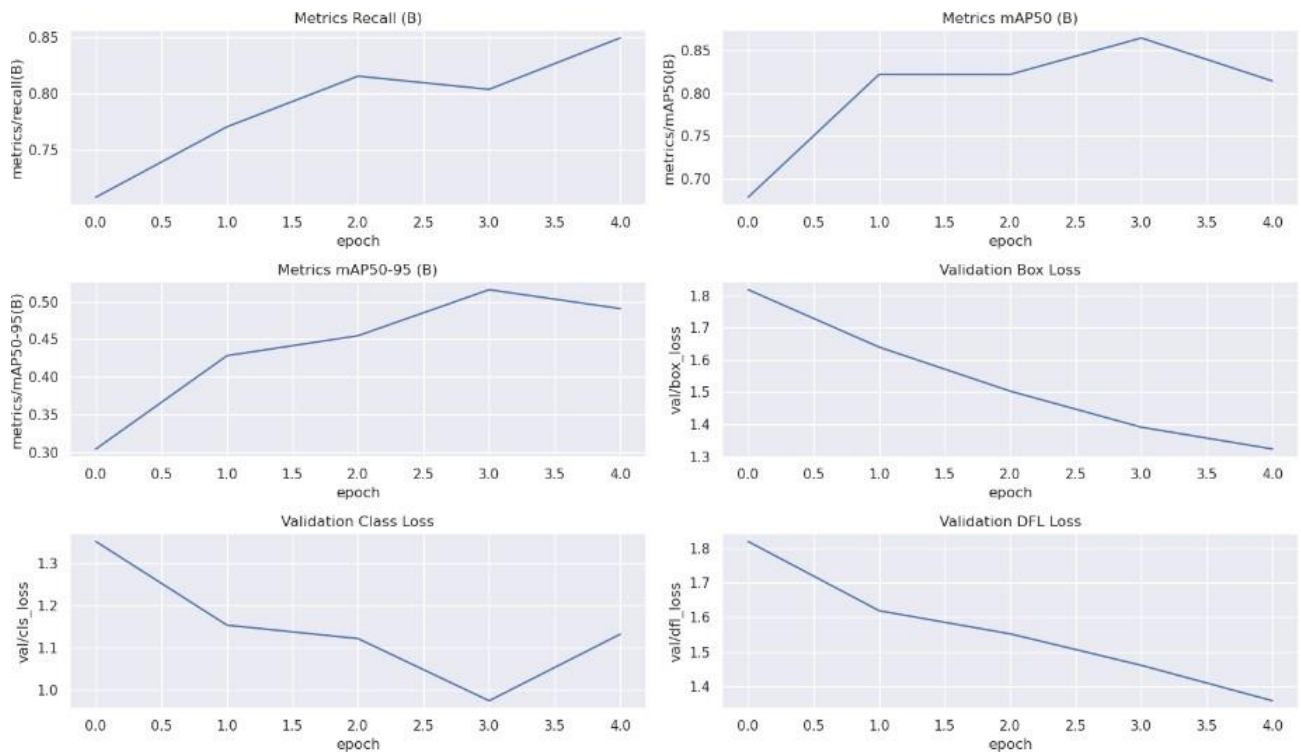 Metrics Recall (B)
metrics/recall(B)
0.85
0.80
0.75
0.0 0.5 1.0 1.5 2.0 2.5 3.0 3.5 4.0
epoch
Metrics mAP50 (B)
metrics/mAP50(B)
0.85
0.80
0.75
0.70
0.0 0.5 1.0 1.5 2.0 2.5 3.0 3.5 4.0
epoch
Metrics mAP50-95 (B)
metrics/mAP50-95(B)
0.50
0.45
0.40
0.35
0.30
0.0 0.5 1.0 1.5 2.0 2.5 3.0 3.5 4.0
epoch
Validation Box Loss
val/box_loss
1.8
1.7
1.6
1.5
1.4
1.3
0.0 0.5 1.0 1.5 2.0 2.5 3.0 3.5 4.0
epoch
Validation Class Loss
val/cls_loss
1.3
1.2
1.1
1.0
0.0 0.5 1.0 1.5 2.0 2.5 3.0 3.5 4.0
epoch
Validation DFL Loss
val/dfl_loss
1.8
1.7
1.6
1.5
1.4
0.0 0.5 1.0 1.5 2.0 2.5 3.0 3.5 4.0
epoch